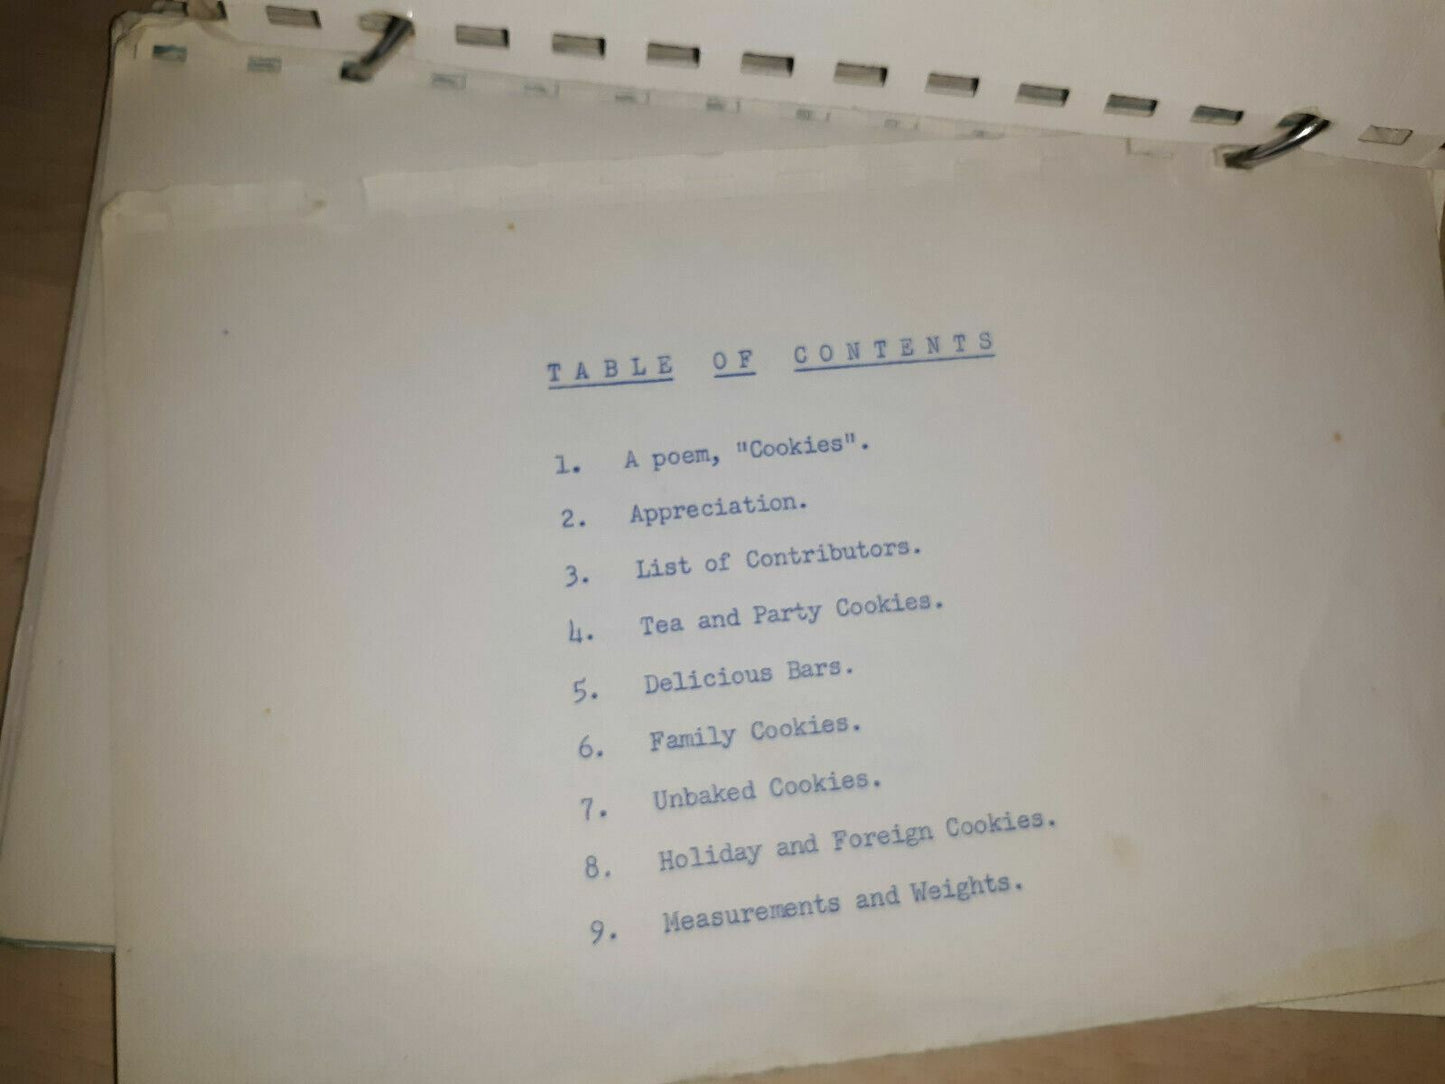 TABLE OF CONTENTS
1. A poem, "Cookies".
2. Appreciation.
3. List of Contributors.
4. Tea and Party Cookies.
5. Delicious Bars.
6. Family Cookies.
7. Unbaked Cookies.
8. Holiday and Foreign Cookies.
9. Measurements and Weights.